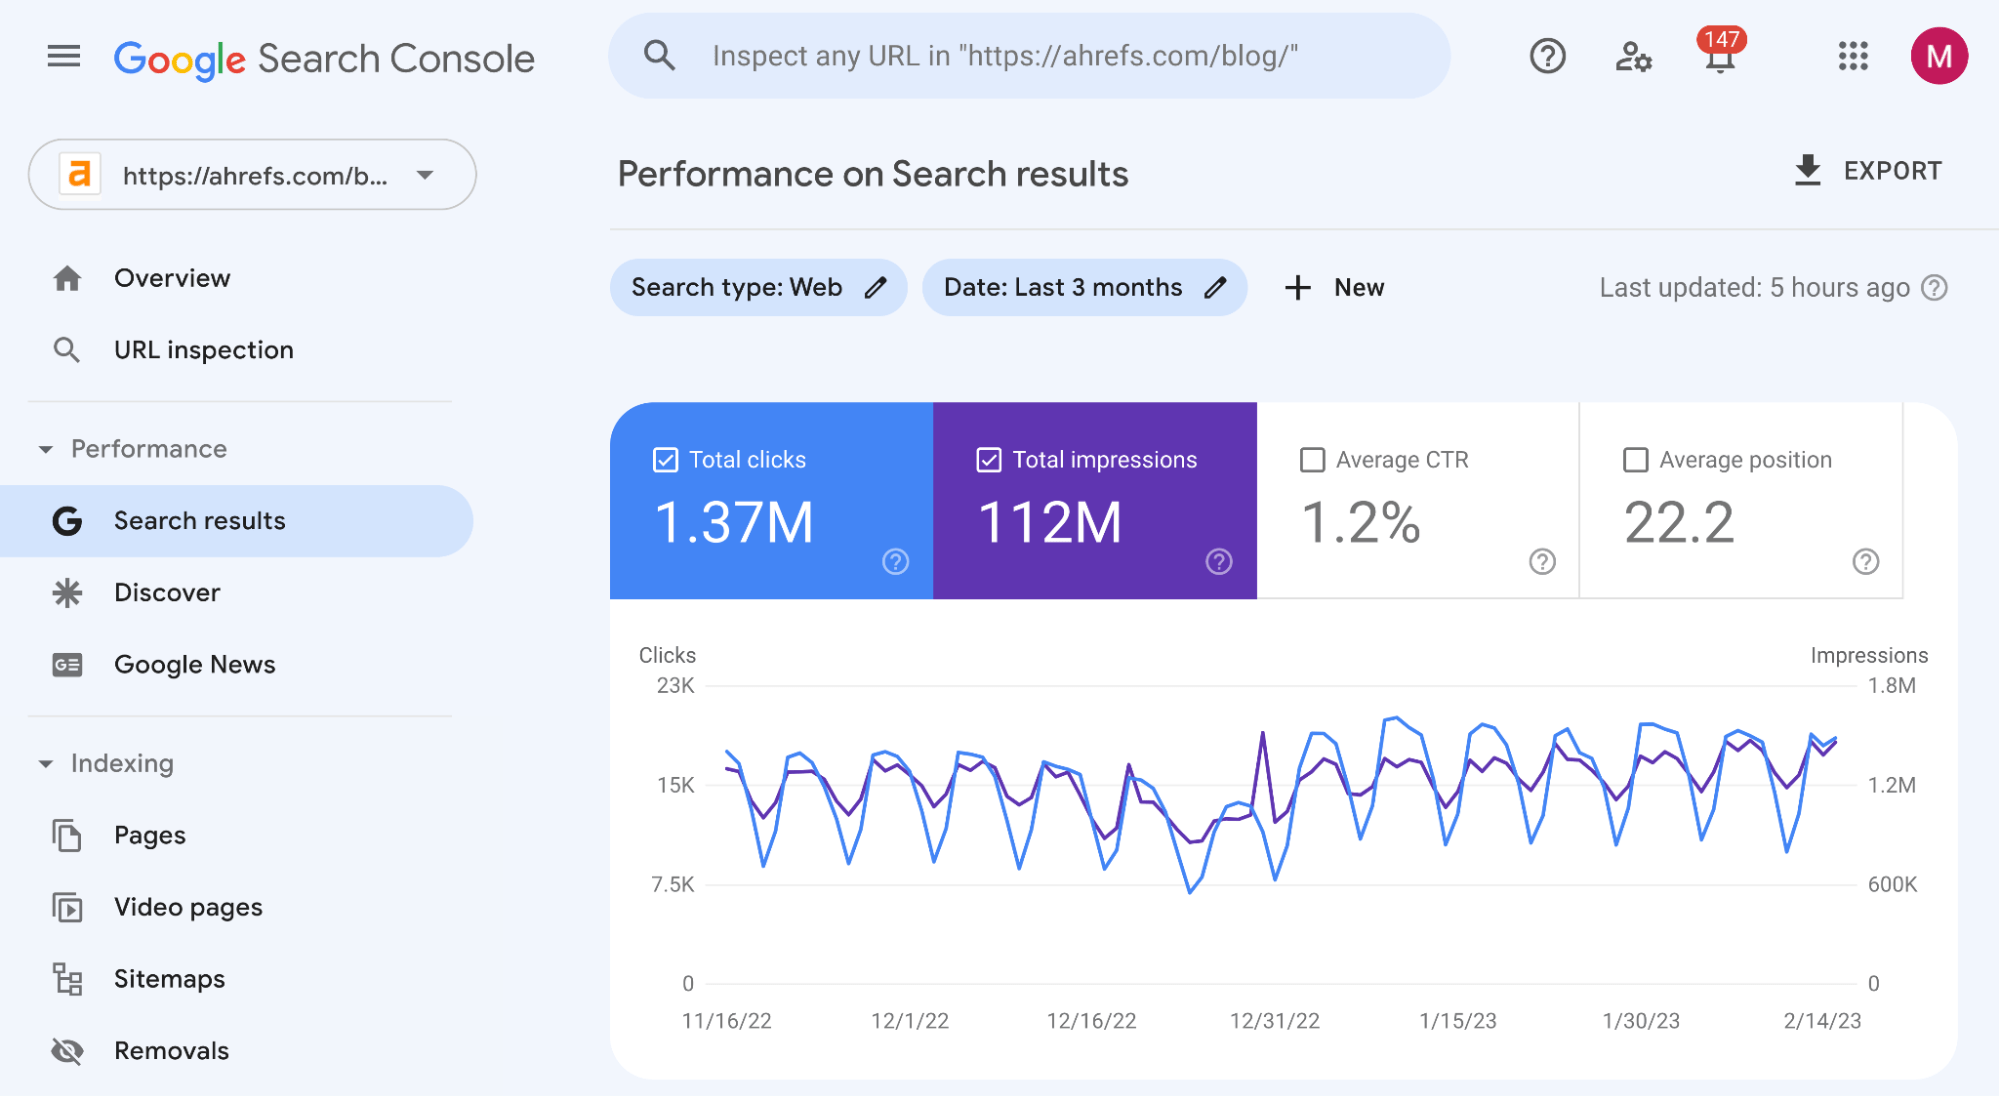 Google Search Console
Inspect any URL in "https://ahrefs.com/blog/"
147
M
a https://ahrefs.com/b...
Performance on Search results
EXPORT
Overview
URL inspection
Performance
Search results
Discover
Google News
Indexing
Pages
Video pages
Sitemaps
Removals
Search type: Web
Date: Last 3 months
New
Last updated: 5 hours ago
Total clicks
1.37M
Total impressions
112M
Average CTR
1.2%
Average position
22.2
Clicks
Impressions
23K
1.8M
15K
1.2M
7.5K
600K
0
0
11/16/22
12/1/22
12/16/22
12/31/22
1/15/23
1/30/23
2/14/23